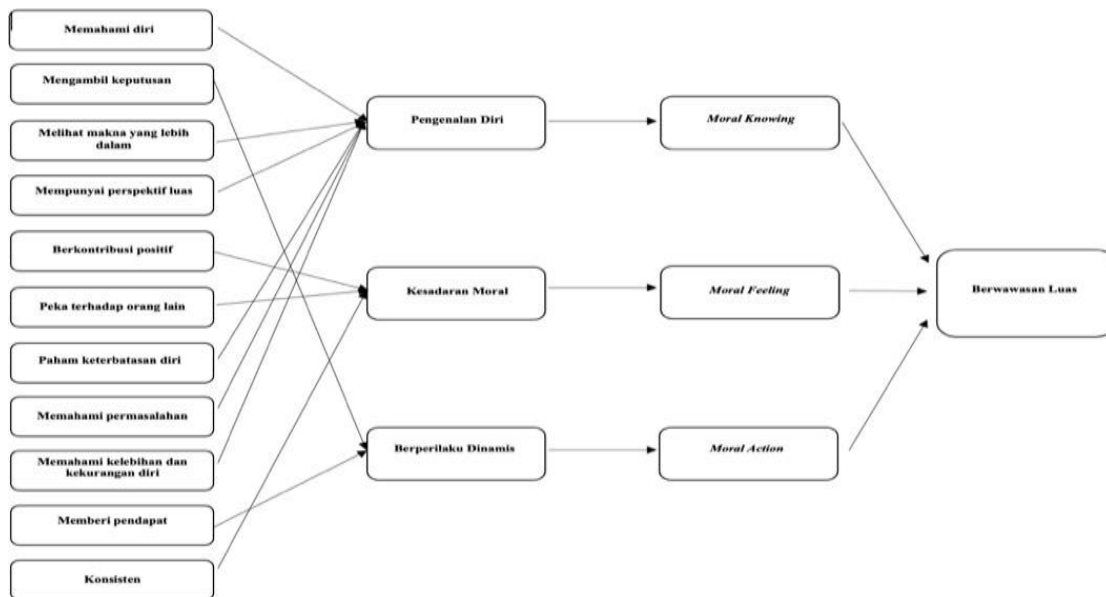 Memahami diri
Mengambil keputusan
Melihat makna yang lebih
dalam
Mempunyai perspektif luas
Berkontribusi positif
Peka terhadap orang lain
Paham keterbatasan diri
Memahami permasalahan
Memahami kelebihan dan
kekurangan diri
Memberi pendapat
Konsisten
Pengenalan Diri
Kesadaran Moral
Berperilaku Dinamis
Moral Knowing
Moral Feeling
Moral Action
Berwawasan Luas